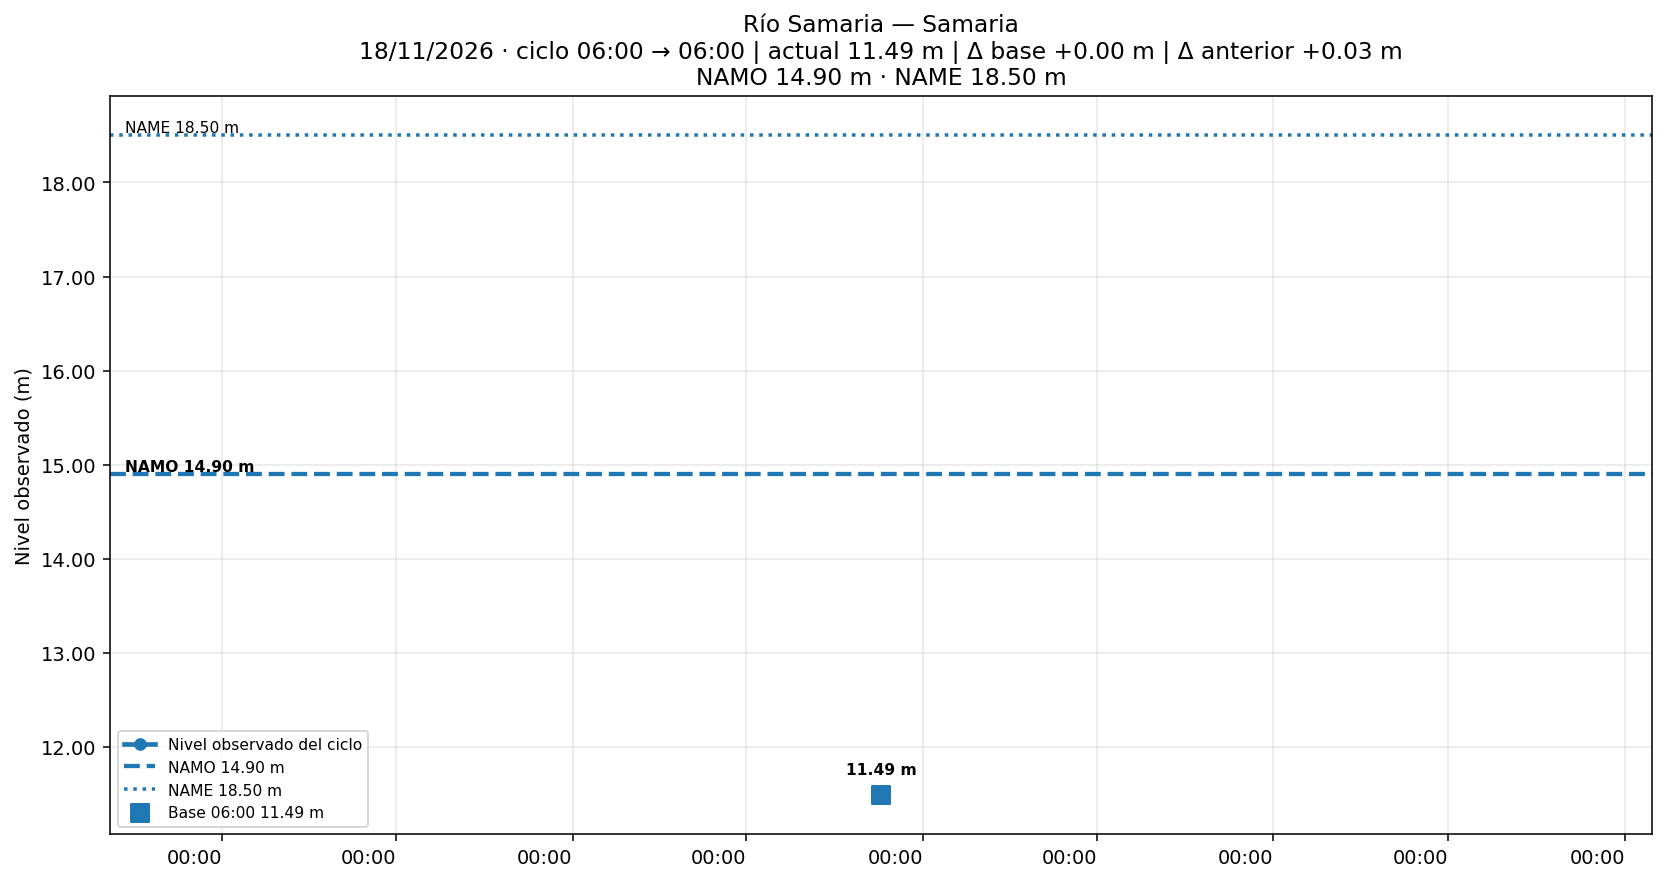 Río Samaria — Samaria
18/11/2026 · ciclo 06:00 → 06:00 | actual 11.49 m | Δ base +0.00 m | Δ anterior +0.03 m
NAMO 14.90 m · NAME 18.50 m
NAME 18.50 m
18.00
17.00
16.00
15.00
NAMO 14.90 m
14.00
13.00
12.00
Nivel observado (m)
11.49 m
Nivel observado del ciclo
NAMO 14.90 m
NAME 18.50 m
Base 06:00 11.49 m
00:00 00:00 00:00 00:00 00:00 00:00 00:00 00:00 00:00